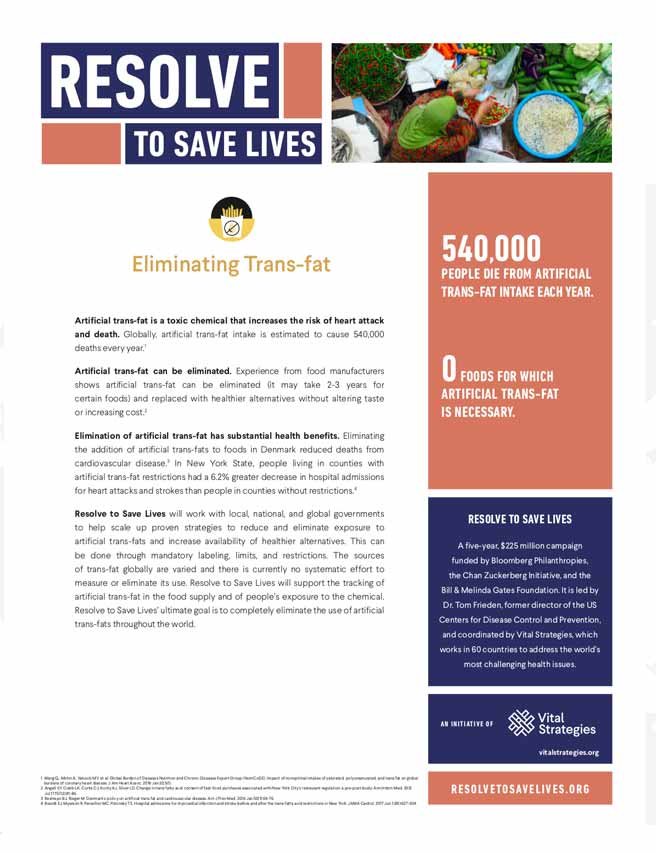 RESOLVE
TO SAVE LIVES
Eliminating Trans-fat
Artificial trans-fat is a toxic chemical that increases the risk of heart attack
and death. Globally, artificial trans-fat intake is estimated to cause 540,000
deaths every year.1
Artificial trans-fat can be eliminated. Experience from food manufacturers
shows artificial trans-fat can be eliminated (it may take 2-3 years for
certain foods) and replaced with healthier alternatives without altering taste
or increasing cost.2
Elimination of artificial trans-fat has substantial health benefits. Eliminating
the addition of artificial trans-fats to foods in Denmark reduced deaths from
cardiovascular disease.3 In New York State, people living in counties with
artificial trans-fat restrictions had a 6.2% greater decrease in hospital admissions
for heart attacks and strokes than people in counties without restrictions.4
Resolve to Save Lives will work with local, national, and global governments
to help scale up proven strategies to reduce and eliminate exposure to
artificial trans-fats and increase availability of healthier alternatives. This can
be done through mandatory labeling, limits, and restrictions. The sources
of trans-fat globally are varied and there is currently no systematic effort to
measure or eliminate its use. Resolve to Save Lives will support the tracking of
artificial trans-fat in the food supply and of people's exposure to the chemical.
Resolve to Save Lives' ultimate goal is to completely eliminate the use of artificial
trans-fats throughout the world.
540,000
PEOPLE DIE FROM ARTIFICIAL
TRANS-FAT INTAKE EACH YEAR.
0 FOODS FOR WHICH
ARTIFICIAL TRANS-FAT
IS NECESSARY.
RESOLVE TO SAVE LIVES
A five-year, $225 million campaign
funded by Bloomberg Philanthropies,
the Chan Zuckerberg Initiative, and the
Bill & Melinda Gates Foundation. It is led by
Dr. Tom Frieden, former director of the US
Centers for Disease Control and Prevention,
and coordinated by Vital Strategies, which
works in 60 countries to address the world's
most challenging health issues.
AN INITIATIVE OF
Vital
Strategies
vitalstrategies.org
RESOLVETOSAVELIVES.ORG